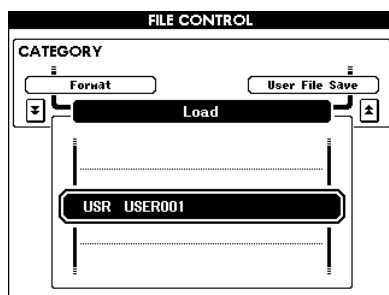 FILE CONTROL
CATEGORY
Format
User File Save
Load
USR USER001